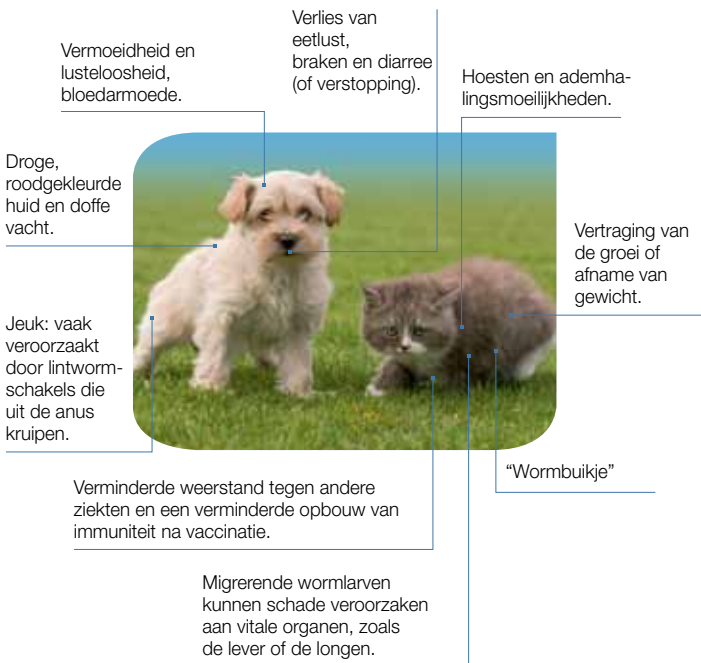 Verlies van
eetlust,
braken en diarree
(of verstopping).
Vermoeidheid en
lusteloosheid,
bloedarmoede.
Hoesten en ademha-
lingsmoeilijkheden.
Droge,
roodgekleurde
huid en doffe
vacht.
Vertraging van
de groei of
afname van
gewicht.
Jeuk: vaak
veroorzaakt
door lintworm-
schakels die
uit de anus
kruipen.
“Wormbuikje”
Verminderde weerstand tegen andere
ziekten en een verminderde opbouw van
immuniteit na vaccinatie.
Migrerende wormlarven
kunnen schade veroorzaken
aan vitale organen, zoals
de lever of de longen.